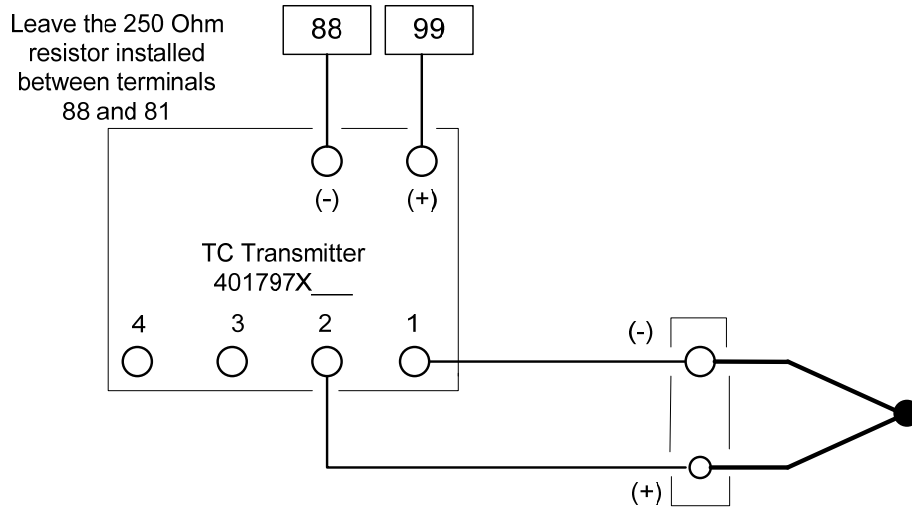 Leave the 250 Ohm
resistor installed
between terminals
88 and 81
88 99
(-) (+)
TC Transmitter
401797X___
4 3 2 1
(-)
(+)